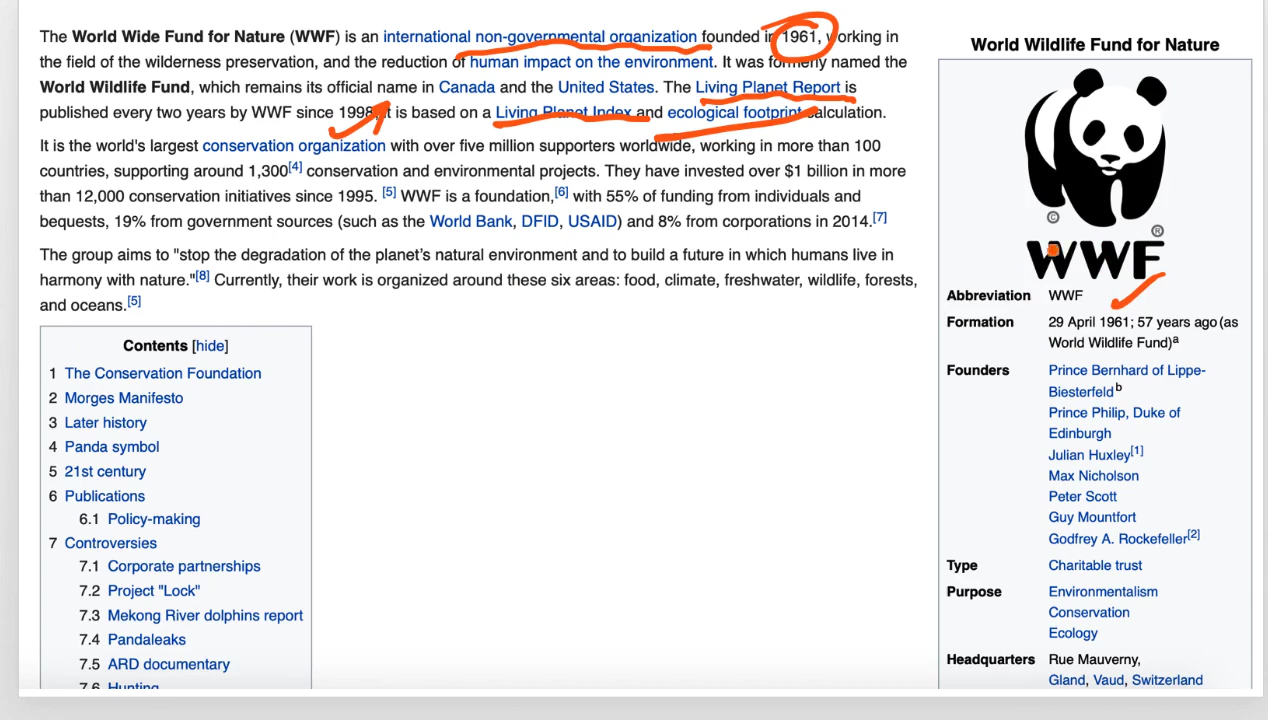 The World Wide Fund for Nature (WWF) is an international non-governmental organization founded in 1961, working in
the field of the wilderness preservation, and the reduction of human impact on the environment. It was formerly named the
World Wildlife Fund, which remains its official name in Canada and the United States. The Living Planet Report is
published every two years by WWF since 1998; it is based on a Living Planet Index and ecological footprint calculation.
It is the world's largest conservation organization with over five million supporters worldwide, working in more than 100
countries, supporting around 1,300[4] conservation and environmental projects. They have invested over $1 billion in more
than 12,000 conservation initiatives since 1995. [5] WWF is a foundation,[6] with 55% of funding from individuals and
bequests, 19% from government sources (such as the World Bank, DFID, USAID) and 8% from corporations in 2014.[7]
The group aims to "stop the degradation of the planet's natural environment and to build a future in which humans live in
harmony with nature."[8] Currently, their work is organized around these six areas: food, climate, freshwater, wildlife, forests,
and oceans.[5]
Contents [hide]
1 The Conservation Foundation
2 Morges Manifesto
3 Later history
4 Panda symbol
5 21st century
6 Publications
6.1 Policy-making
7 Controversies
7.1 Corporate partnerships
7.2 Project "Lock"
7.3 Mekong River dolphins report
7.4 Pandaleaks
7.5 ARD documentary
7.6 Hunting
World Wildlife Fund for Nature
©
®
WWF
Abbreviation WWF
Formation 29 April 1961; 57 years ago (as
World Wildlife Fund)a
Founders Prince Bernhard of Lippe-
Biesterfeld b
Prince Philip, Duke of
Edinburgh
Julian Huxley[1]
Max Nicholson
Peter Scott
Guy Mountfort
Godfrey A. Rockefeller[2]
Type Charitable trust
Purpose Environmentalism
Conservation
Ecology
Headquarters Rue Mauverny,
Gland, Vaud, Switzerland